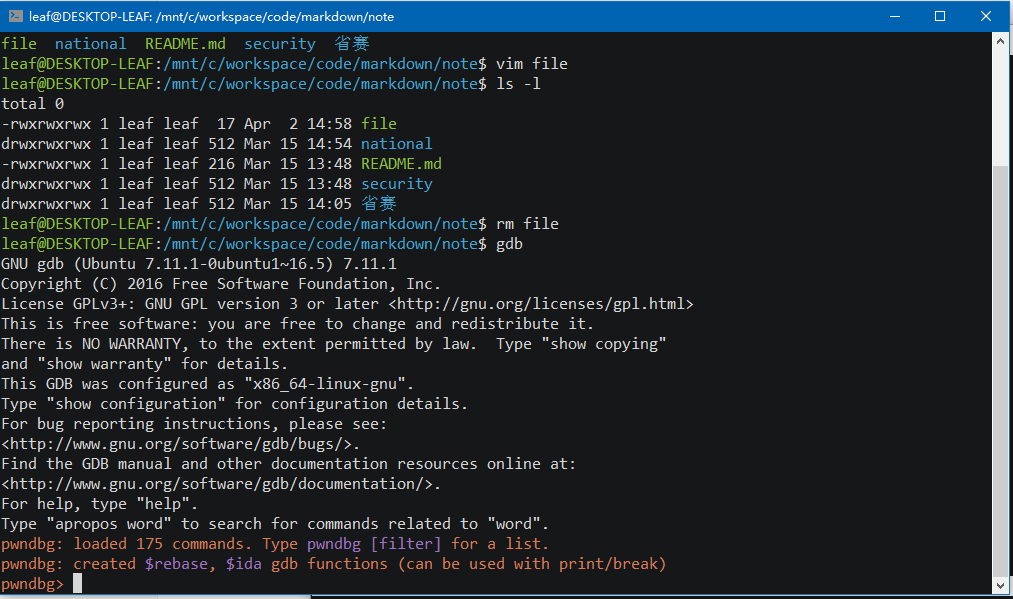 leaf@DESKTOP-LEAF: /mnt/c/workspace/code/markdown/note
file  national  README.md  security  省赛
leaf@DESKTOP-LEAF:/mnt/c/workspace/code/markdown/note$ vim file
leaf@DESKTOP-LEAF:/mnt/c/workspace/code/markdown/note$ ls -l
total 0
-rwxrwxrwx 1 leaf leaf  17 Apr  2 14:58 file
drwxrwxrwx 1 leaf leaf 512 Mar 15 14:54 national
-rwxrwxrwx 1 leaf leaf 216 Mar 15 13:48 README.md
drwxrwxrwx 1 leaf leaf 512 Mar 15 13:48 security
drwxrwxrwx 1 leaf leaf 512 Mar 15 14:05 省赛
leaf@DESKTOP-LEAF:/mnt/c/workspace/code/markdown/note$ rm file
leaf@DESKTOP-LEAF:/mnt/c/workspace/code/markdown/note$ gdb
GNU gdb (Ubuntu 7.11.1-0ubuntu1~16.5) 7.11.1
Copyright (C) 2016 Free Software Foundation, Inc.
License GPLv3+: GNU GPL version 3 or later <http://gnu.org/licenses/gpl.html>
This is free software: you are free to change and redistribute it.
There is NO WARRANTY, to the extent permitted by law.  Type "show copying"
and "show warranty" for details.
This GDB was configured as "x86_64-linux-gnu".
Type "show configuration" for configuration details.
For bug reporting instructions, please see:
<http://www.gnu.org/software/gdb/bugs/>.
Find the GDB manual and other documentation resources online at:
<http://www.gnu.org/software/gdb/documentation/>.
For help, type "help".
Type "apropos word" to search for commands related to "word".
pwndbg: loaded 175 commands. Type pwndbg [filter] for a list.
pwndbg: created $rebase, $ida gdb functions (can be used with print/break)
pwndbg>